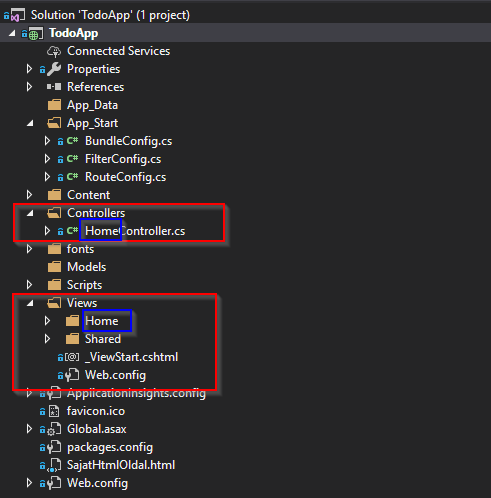 Solution 'TodoApp' (1 project)
TodoApp
Connected Services
Properties
References
App_Data
App_Start
C# BundleConfig.cs
C# FilterConfig.cs
C# RouteConfig.cs
Content
Controllers
C# HomeController.cs
fonts
Models
Scripts
Views
Home
Shared
[@] _ViewStart.cshtml
Web.config
ApplicationInsights.config
favicon.ico
Global.asax
packages.config
SajatHtmlOldal.html
Web.config